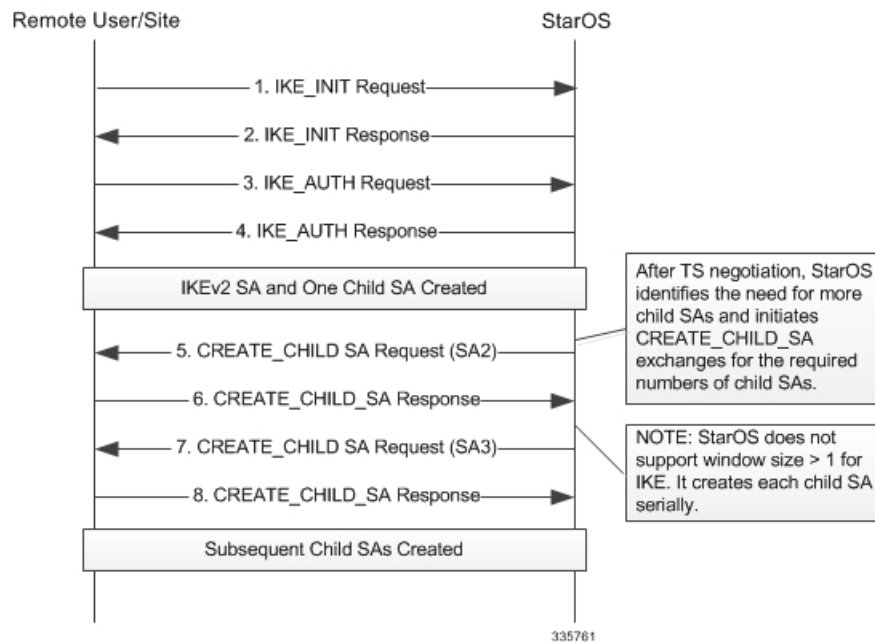 Remote User/Site
StarOS
1. IKE_INIT Request
2. IKE_INIT Response
3. IKE_AUTH Request
4. IKE_AUTH Response
IKEv2 SA and One Child SA Created
After TS negotiation, StarOS
identifies the need for more
child SAs and initiates
CREATE_CHILD_SA
exchanges for the required
numbers of child SAs.
5. CREATE_CHILD SA Request (SA2)
6. CREATE_CHILD_SA Response
7. CREATE_CHILD SA Request (SA3)
NOTE: StarOS does not
support window size > 1 for
IKE. It creates each child SA
serially.
8. CREATE_CHILD_SA Response
Subsequent Child SAs Created
335761